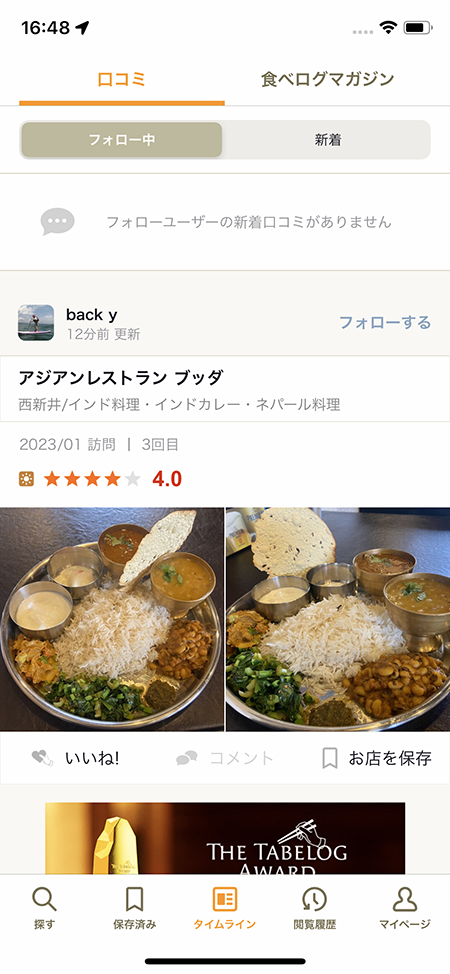 16:48
口コミ 食べログマガジン
フォロー中 新着
フォローユーザーの新着口コミがありません
back y
12分前 更新
フォローする
アジアンレストラン ブッダ
西新井/インド料理・インドカレー・ネパール料理
2023/01 訪問 | 3回目
4.0
いいね! コメント お店を保存
THE TABELOG
AWARD
探す 保存済み タイムライン 閲覧履歴 マイページ